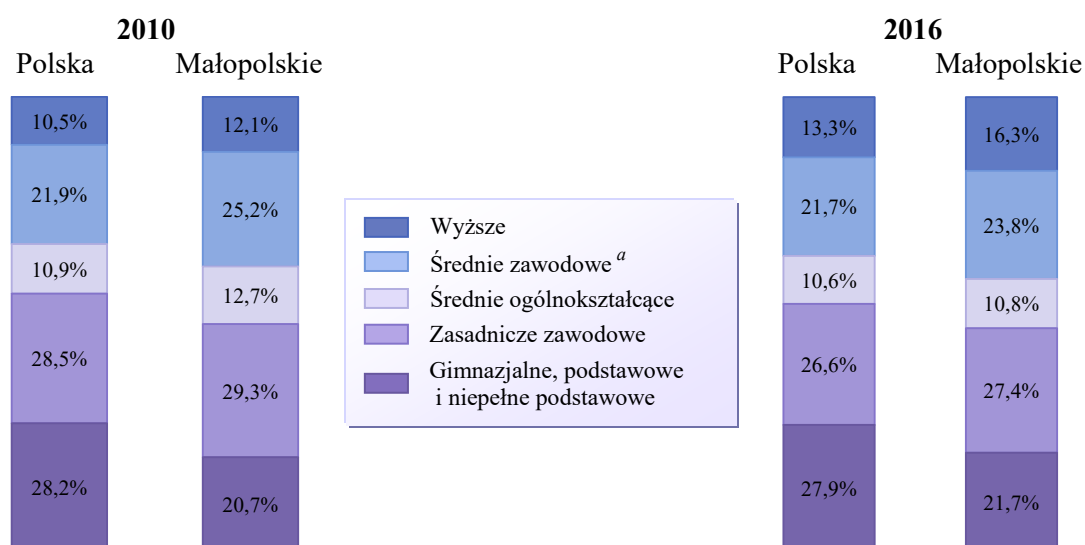 2010
Polska
Małopolskie
10,5%
21,9%
10,9%
28,5%
28,2%
12,1%
25,2%
12,7%
29,3%
20,7%
Wyższe
Średnie zawodowe a
Średnie ogólnokształcące
Zasadnicze zawodowe
Gimnazjalne, podstawowe
i niepełne podstawowe
2016
Polska
Małopolskie
13,3%
21,7%
10,6%
26,6%
27,9%
16,3%
23,8%
10,8%
27,4%
21,7%